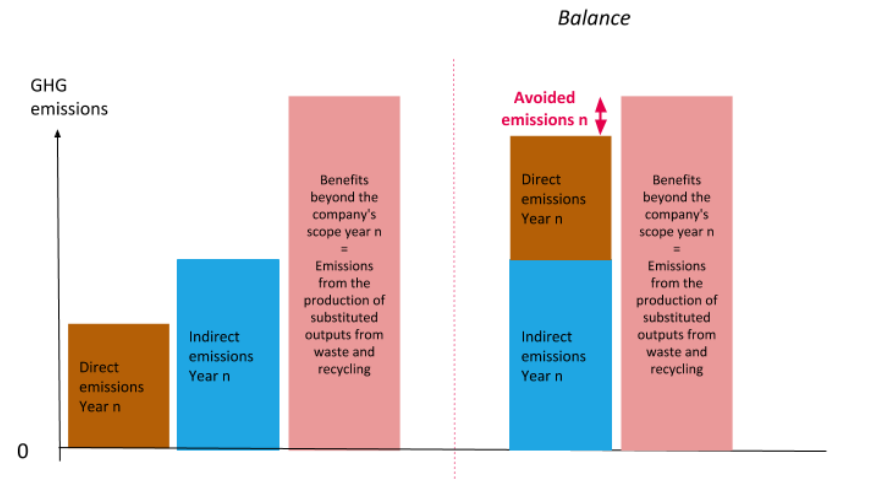 Balance
GHG
emissions
0
Direct
emissions
Year n
Indirect
emissions
Year n
Benefits
beyond the
company's
scope year n
=
Emissions
from the
production of
substituted
outputs from
waste and
recycling
Avoided
emissions n
Direct
emissions
Year n
Indirect
emissions
Year n
Benefits
beyond the
company's
scope year n
=
Emissions
from the
production of
substituted
outputs from
waste and
recycling